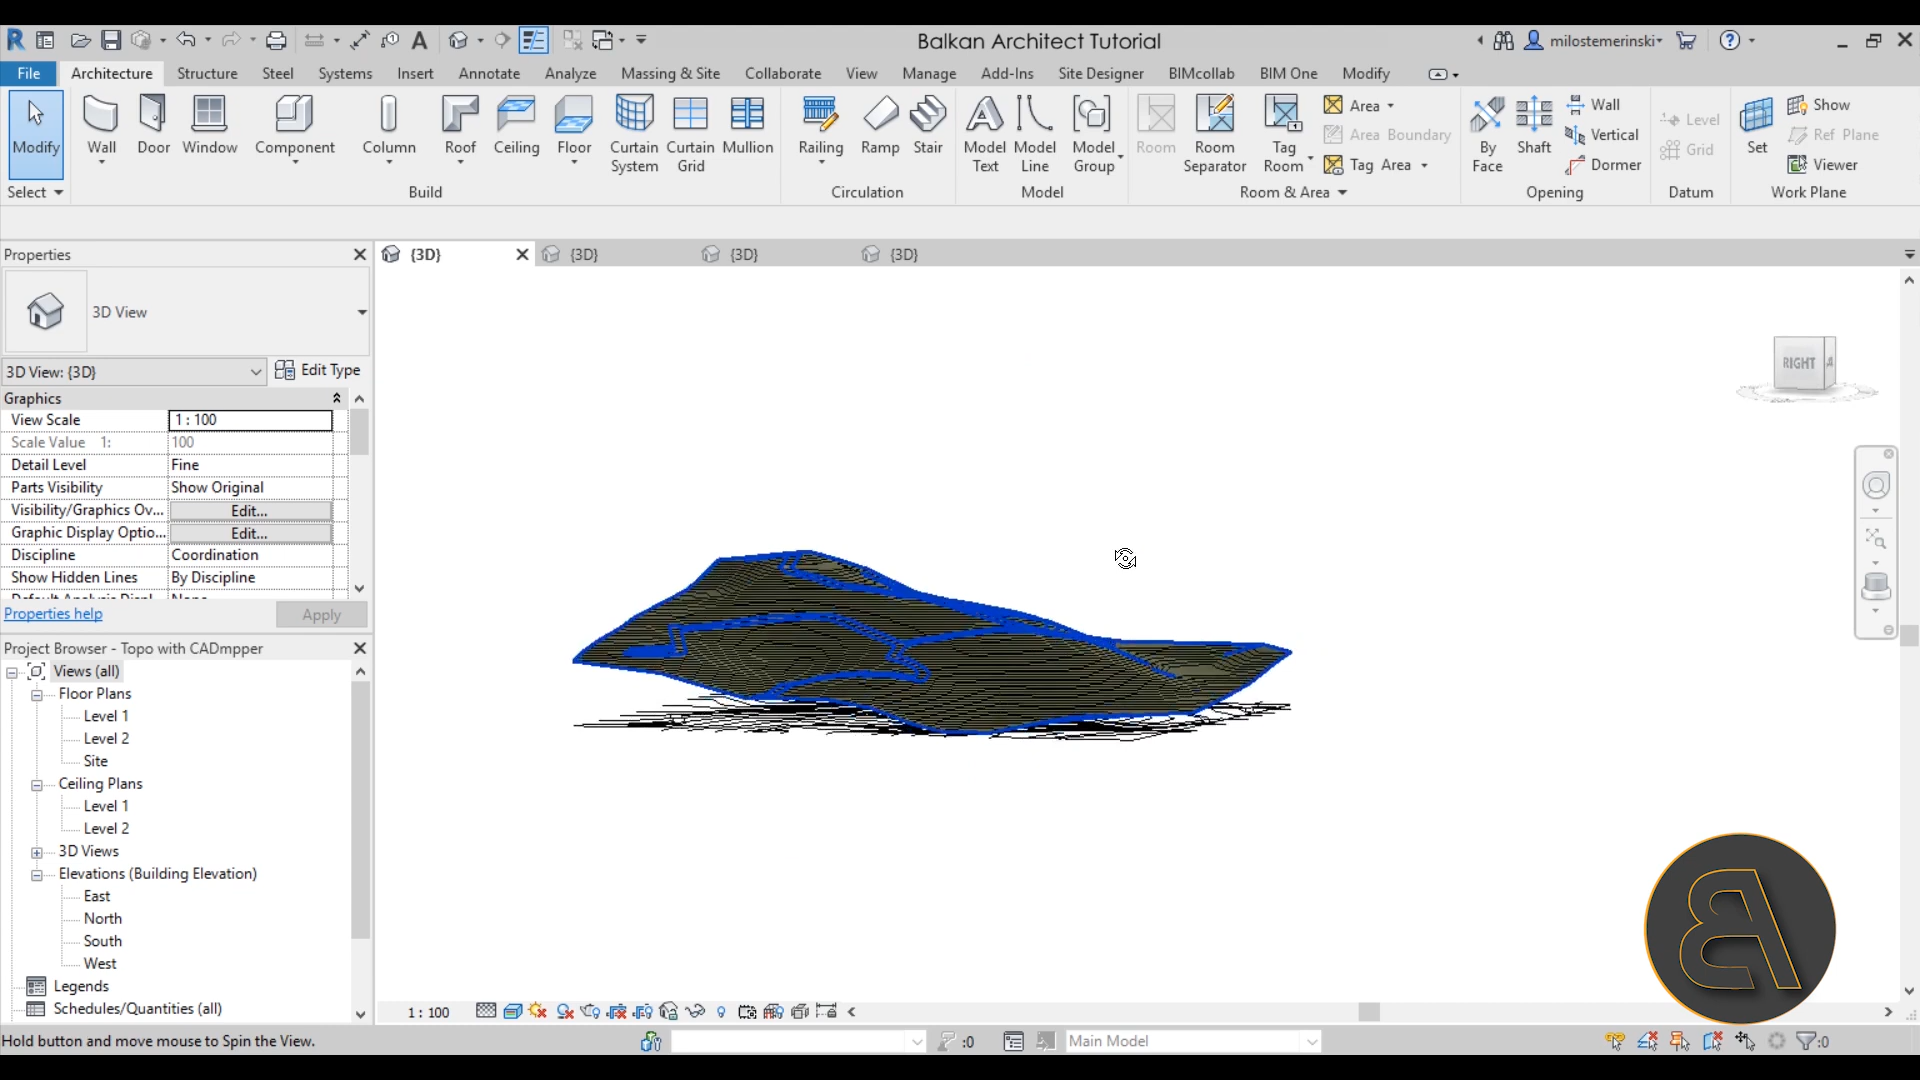 Balkan Architect Tutorial
milostemerinski
File Architecture Structure Steel Systems Insert Annotate Analyze Massing & Site Collaborate View Manage Add-Ins Site Designer BIMcollab BIM One Modify
Modify
Wall
Door
Window
Component
Column
Roof
Ceiling
Floor
Curtain System
Curtain Grid
Mullion
Railing
Ramp
Stair
Model Text
Model Line
Model Group
Room
Room Separator
Tag Room
Area
Area Boundary
Tag Area
By Face
Shaft
Wall
Vertical
Dormer
Level
Grid
Set
Show
Ref Plane
Viewer
Select Build Circulation Model Room & Area Opening Datum Work Plane
Properties
{3D} {3D} {3D} {3D}
3D View
3D View: {3D} Edit Type
Graphics
View Scale 1 : 100
Scale Value 1: 100
Detail Level Fine
Parts Visibility Show Original
Visibility/Graphics Ov... Edit...
Graphic Display Optio... Edit...
Discipline Coordination
Show Hidden Lines By Discipline
Properties help Apply
RIGHT
Project Browser - Topo with CADmpper
Views (all)
Floor Plans
Level 1
Level 2
Site
Ceiling Plans
Level 1
Level 2
3D Views
Elevations (Building Elevation)
East
North
South
West
Legends
Schedules/Quantities (all)
1 : 100
Hold button and move mouse to Spin the View.
:0
Main Model
:0